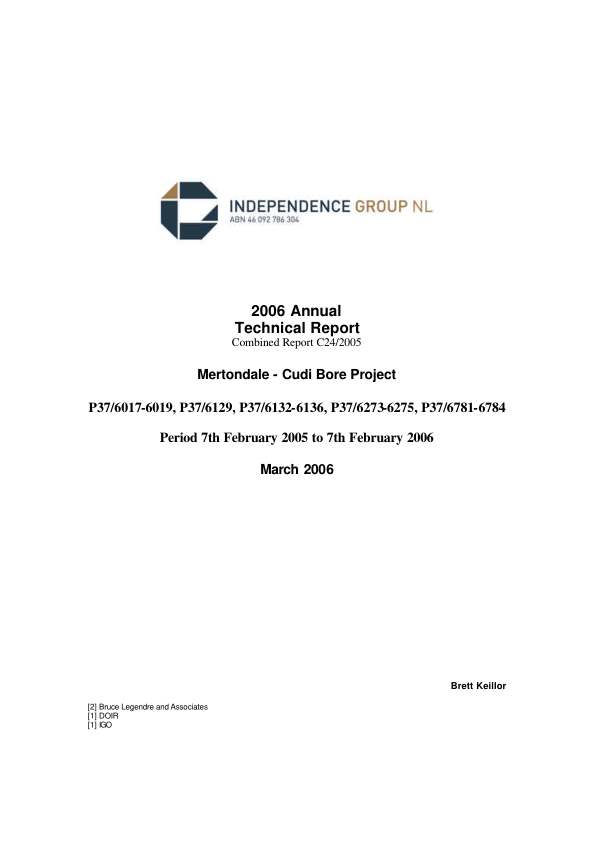 INDEPENDENCE GROUP NL
ABN 46 092 786 304
2006 Annual
Technical Report
Combined Report C24/2005
Mertondale - Cudi Bore Project
P37/6017-6019, P37/6129, P37/6132-6136, P37/6273-6275, P37/6781-6784
Period 7th February 2005 to 7th February 2006
March 2006
Brett Keillor
[2] Bruce Legendre and Associates
[1] DOIR
[1] IGO